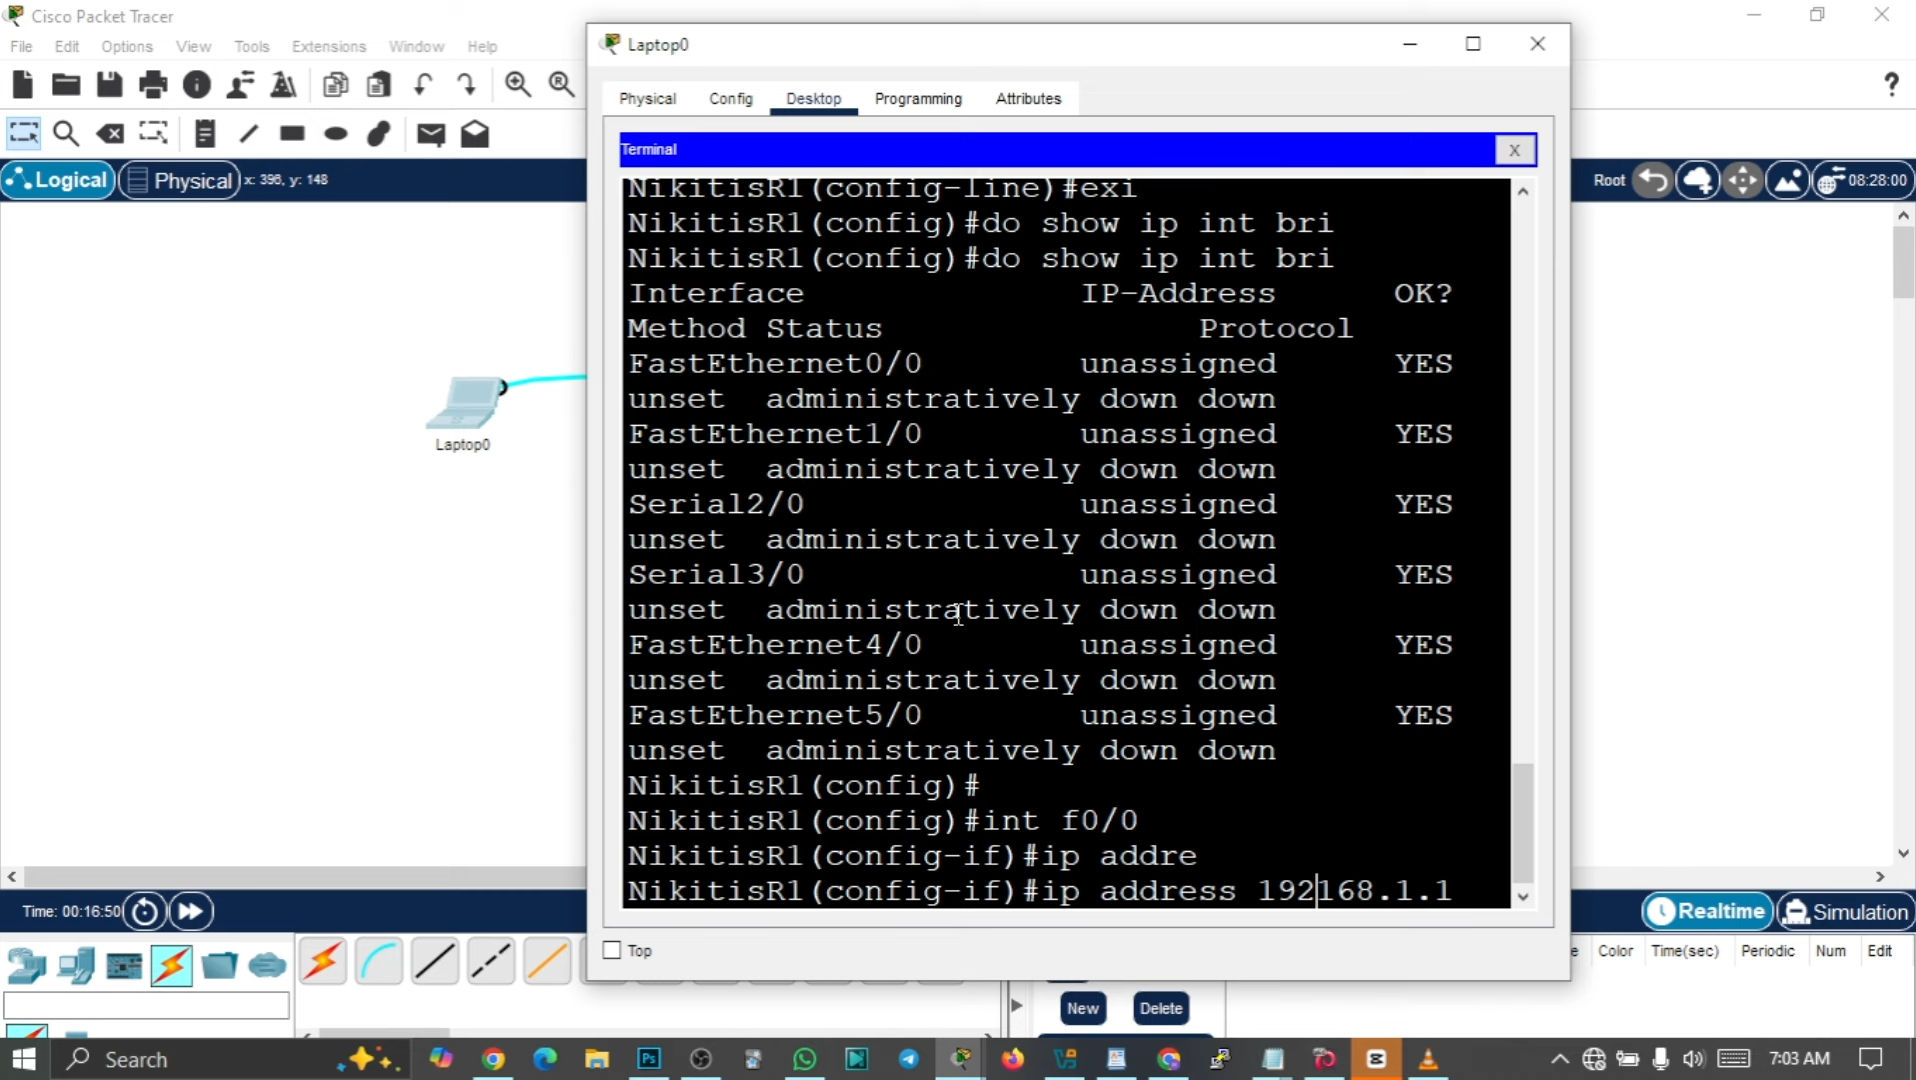 Cisco Packet Tracer
File Edit Options View Tools Extensions Window Help
Logical Physical x: 396, y: 148
Root 08:28:00
Laptop0
Laptop0
Physical Config Desktop Programming Attributes
Terminal X
NikitisR1(config-line)#exi
NikitisR1(config)#do show ip int bri
NikitisR1(config)#do show ip int bri
Interface IP-Address OK?
Method Status Protocol
FastEthernet0/0 unassigned YES
unset administratively down down
FastEthernet1/0 unassigned YES
unset administratively down down
Serial2/0 unassigned YES
unset administratively down down
Serial3/0 unassigned YES
unset administratively down down
FastEthernet4/0 unassigned YES
unset administratively down down
FastEthernet5/0 unassigned YES
unset administratively down down
NikitisR1(config)#
NikitisR1(config)#int f0/0
NikitisR1(config-if)#ip addre
NikitisR1(config-if)#ip address 192168.1.1
Top
Time: 00:16:50
Realtime Simulation
e Color Time(sec) Periodic Num Edit
New Delete
Search
7:03 AM